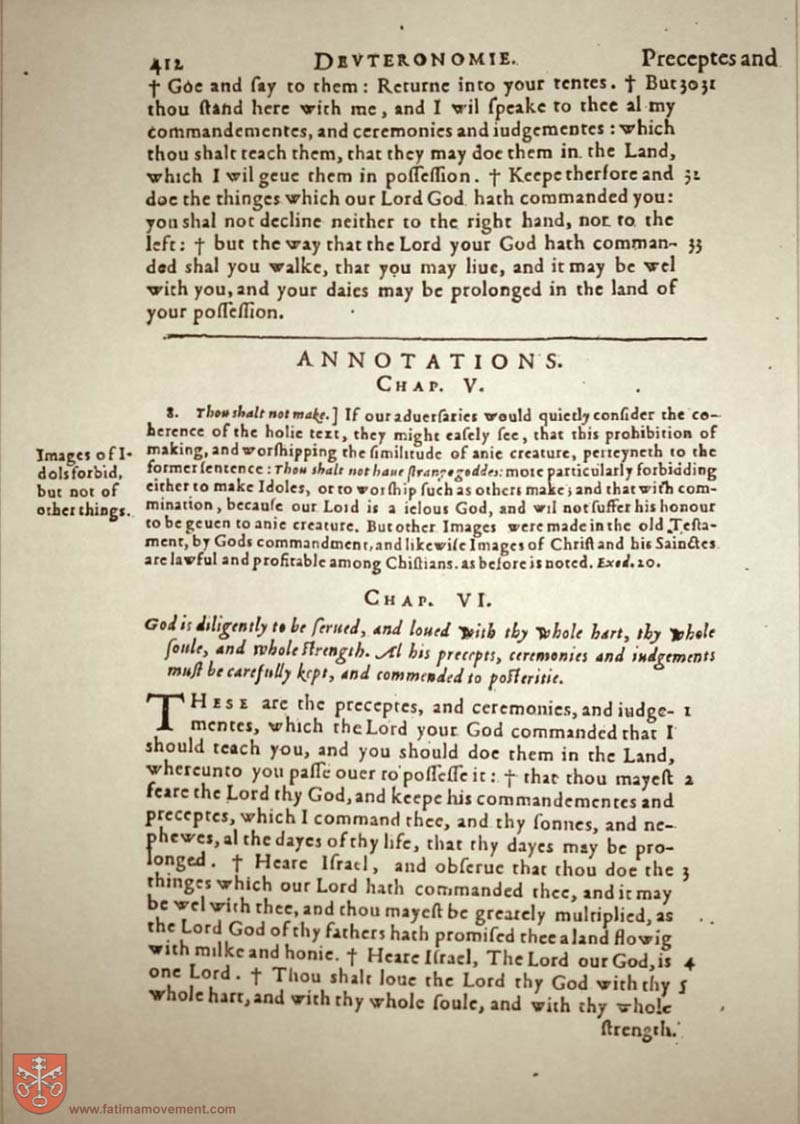 412 DEVTERONOMIE. Preceptes and
† Goe and say to them: Returne into your tentes. † But 30 31
thou stand here with me, and I wil speake to thee al my
commandementes, and ceremonies and iudgementes: which
thou shalt teach them, that they may doe them in the Land,
which I wil geue them in possession. † Keepe therfore and 32
doe the thinges which our Lord God hath commanded you:
you shal not decline neither to the right hand, nor to the
left: † but the way that the Lord your God hath comman- 33
ded shal you walke, that you may liue, and it may be wel
with you, and your daies may be prolonged in the land of
your possession.
ANNOTATIONS.
CHAP. V.
8. Thou shalt not make.] If our aduersaries would quietly consider the co-
herence of the holie text, they might easely see, that this prohibition of
making, and worshipping the similitude of anie creature, perteyneth to the
former sentence: Thou shalt not haue strange goddes: more particularly forbidding
either to make Idoles, or to worship such as others make; and that with com-
mination, because our Lord is a ielous God, and wil not suffer his honour
to be geuen to anie creature. But other Images were made in the old Testa-
ment, by Gods commandment, and likewise Images of Christ and his Sainctes
are lawful and profitable among Chistians. as before is noted. Exod. 20.
Images of I-
dols forbid,
but not of
other things.
CHAP. VI.
God is diligently to be serued, and loued with thy whole hart, thy whole
soule, and whole strength. Al his precepts, ceremonies and iudgements
must be carefully kept, and commended to posteritie.
THESE are the preceptes, and ceremonies, and iudge- 1
mentes, which the Lord your God commanded that I
should teach you, and you should doe them in the Land,
whereunto you passe ouer to possesse it: † that thou mayest 2
feare the Lord thy God, and keepe his commandementes and
preceptes, which I command thee, and thy sonnes, and ne-
phewes, al the dayes of thy life, that thy dayes may be pro-
longed. † Heare Israel, and obserue that thou doe the 3
thinges which our Lord hath commanded thee, and it may
be wel with thee, and thou mayest be greately multiplied, as
the Lord God of thy fathers hath promised thee a land flowig
with milke and honie. † Heare Israel, The Lord our God, is 4
one Lord. † Thou shalt loue the Lord thy God with thy 5
whole hart, and with thy whole soule, and with thy whole
strength.
www.fatimamovement.com